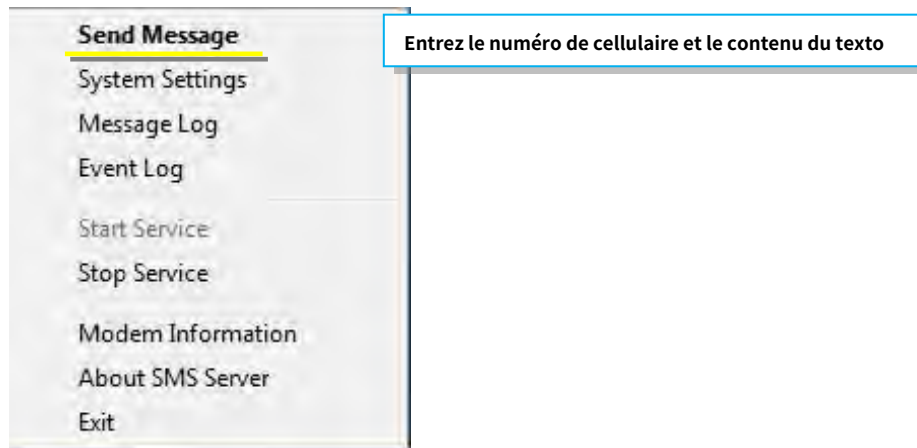 Send Message
Entrez le numéro de cellulaire et le contenu du texto
System Settings
Message Log
Event Log
Start Service
Stop Service
Modem Information
About SMS Server
Exit